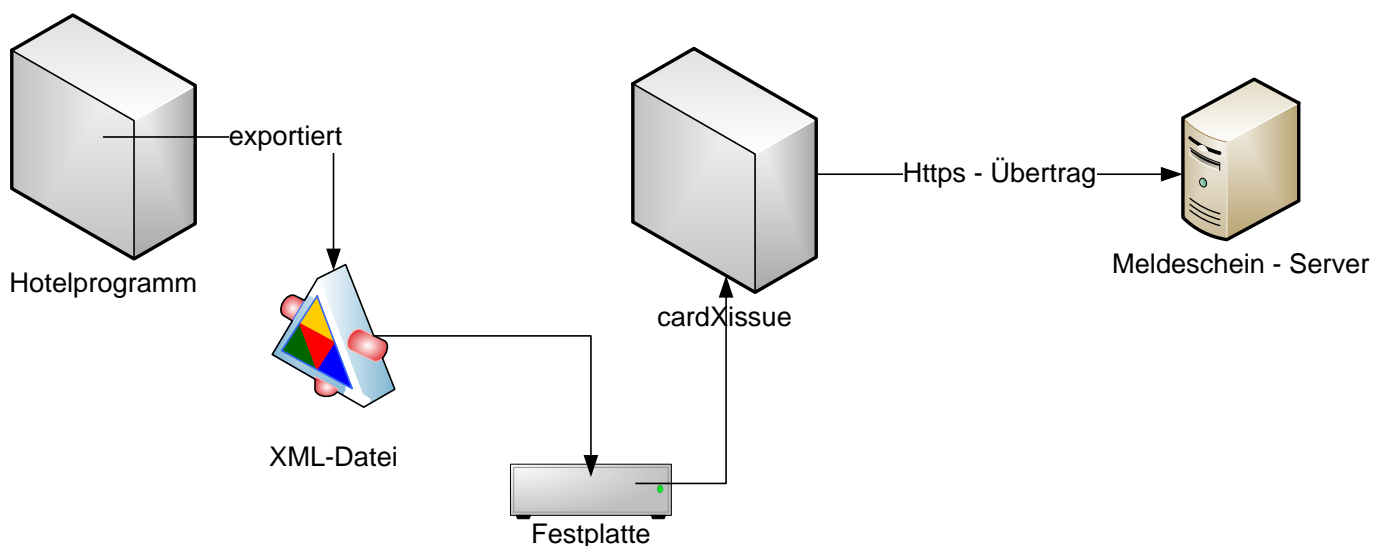 exportiert
Hotelprogramm
XML-Datei
Festplatte
cardXissue
Https - Übertrag
Meldeschein - Server